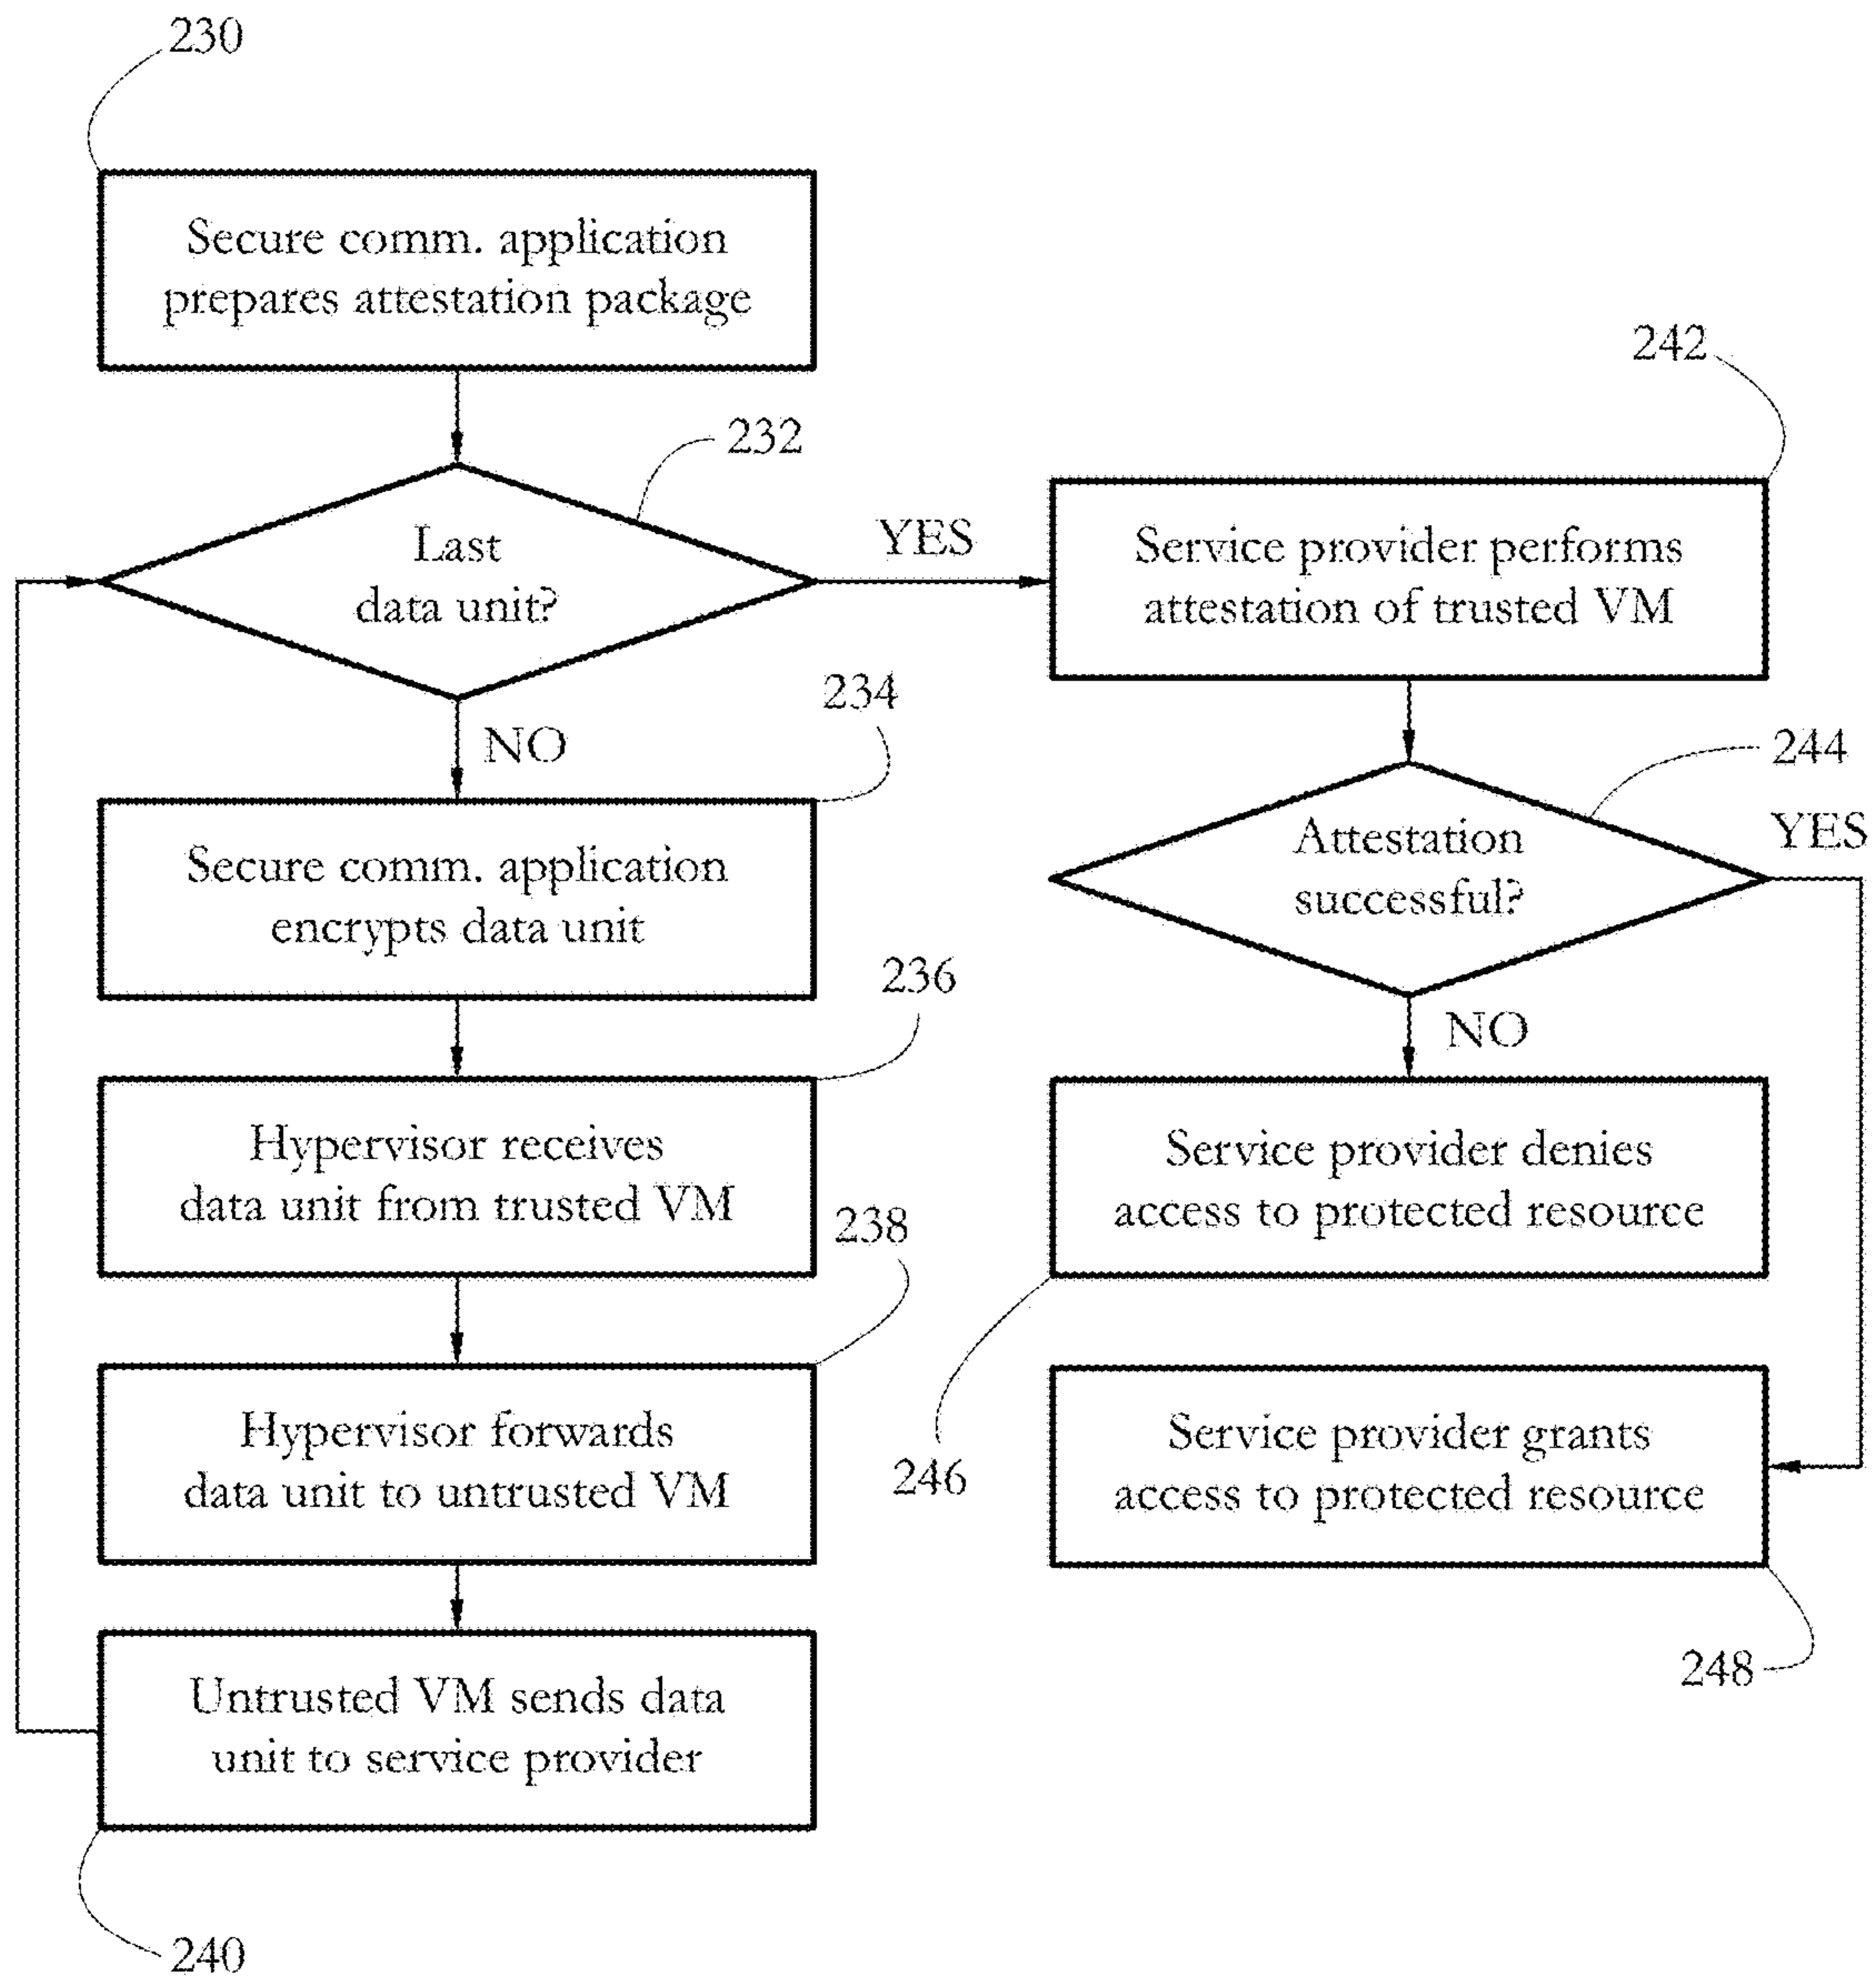 230
Secure comm. application
prepares attestation package
232
Last
data unit?
YES
NO
234
Secure comm. application
encrypts data unit
236
Hypervisor receives
data unit from trusted VM
238
Hypervisor forwards
data unit to untrusted VM
Untrusted VM sends data
unit to service provider
240
242
Service provider performs
attestation of trusted VM
244
Attestation
successful?
YES
NO
Service provider denies
access to protected resource
246
Service provider grants
access to protected resource
248